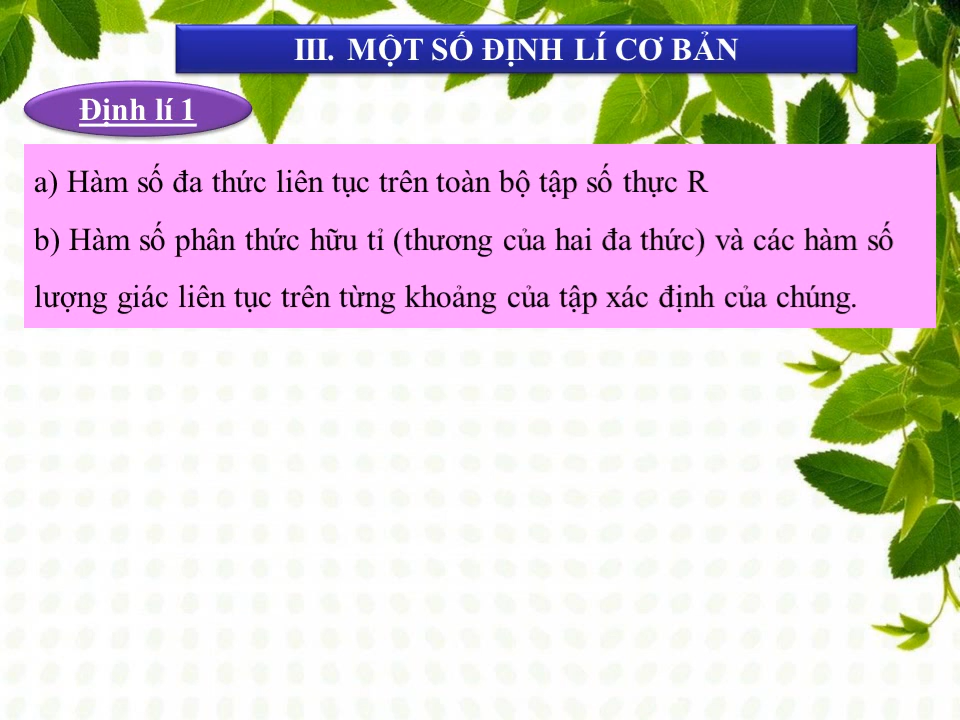 III. MỘT SỐ ĐỊNH LÍ CƠ BẢN
Định lí 1
a) Hàm số đa thức liên tục trên toàn bộ tập số thực R
b) Hàm số phân thức hữu tỉ (thương của hai đa thức) và các hàm số
lượng giác liên tục trên từng khoảng của tập xác định của chúng.